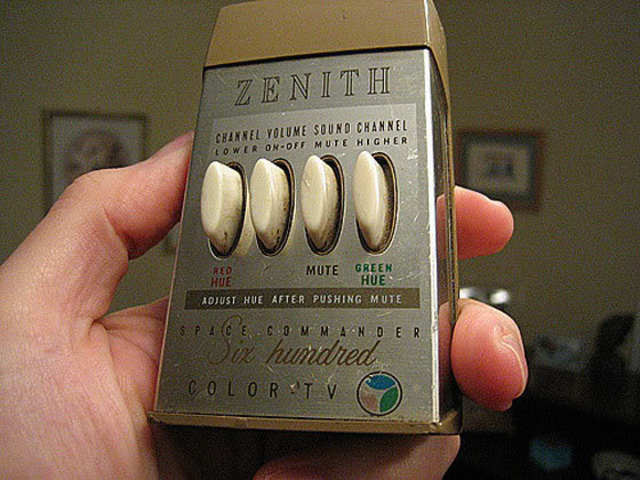 ZENITH
CHANNEL VOLUME SOUND CHANNEL
LOWER ON-OFF MUTE HIGHER
RED MUTE GREEN
HUE HUE
ADJUST HUE AFTER PUSHING MUTE
SPACE COMMANDER
Six hundred
COLOR-TV